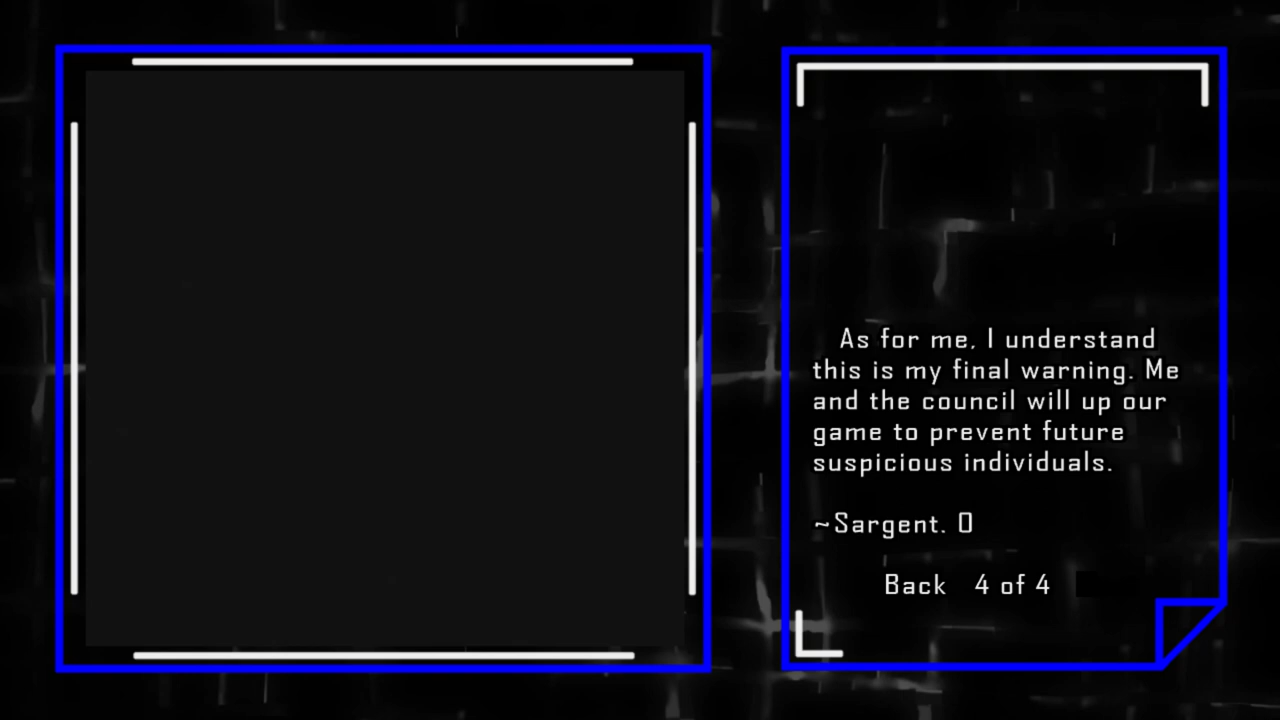 As for me, I understand
this is my final warning. Me
and the council will up our
game to prevent future
suspicious individuals.
~Sargent. O
Back 4 of 4